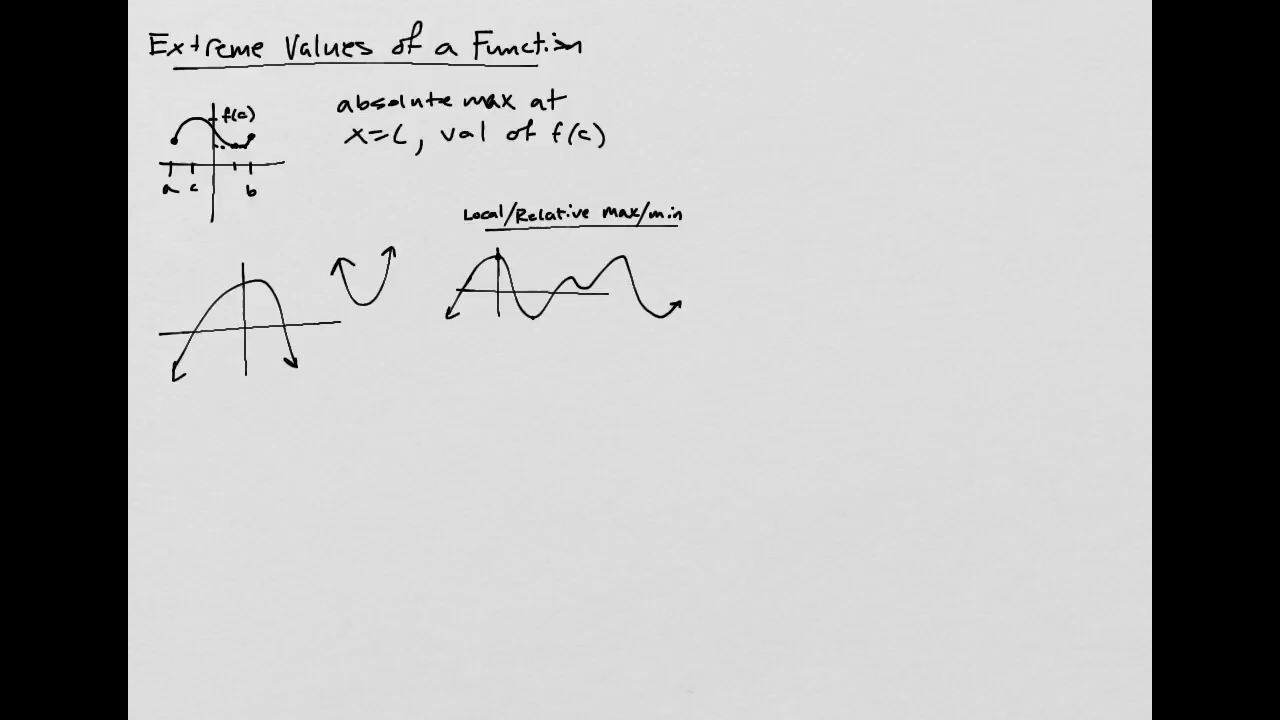 Extreme Values of a Function
f(c)
absolute max at
x=c, val of f(c)
a c b
Local/Relative max/min